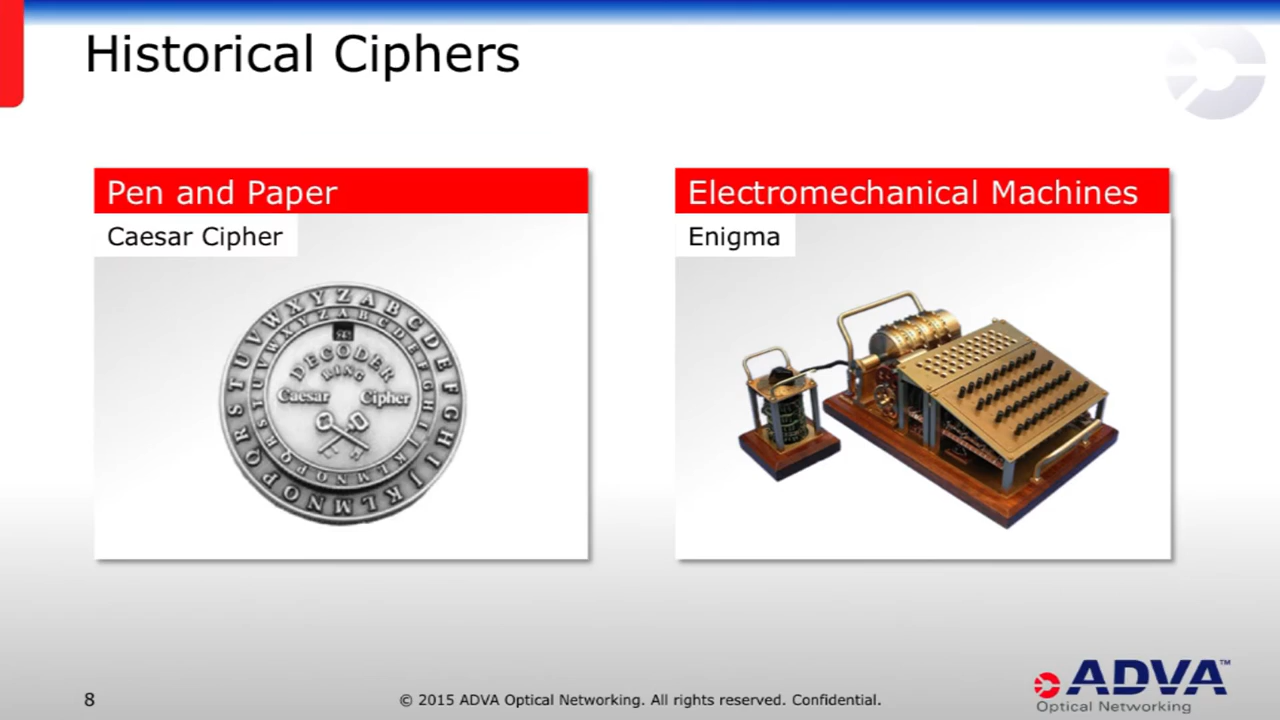 Historical Ciphers
Pen and Paper
Caesar Cipher
DECODER
RING
Caesar Cipher
Electromechanical Machines
Enigma
8
© 2015 ADVA Optical Networking. All rights reserved. Confidential.
ADVA™
Optical Networking